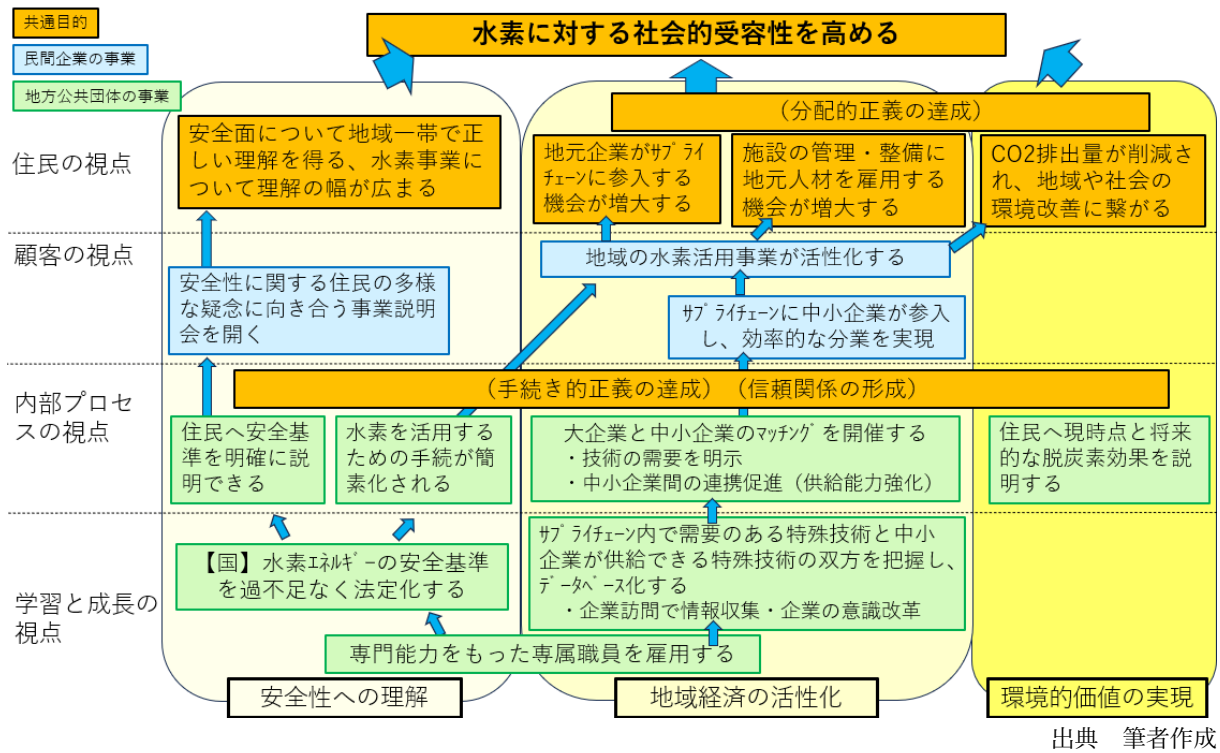 共通目的
民間企業の事業
地方公共団体の事業
水素に対する社会的受容性を高める
(分配的正義の達成)
住民の視点
安全面について地域一帯で正
しい理解を得る、水素事業に
ついて理解の幅が広まる
地元企業がｻﾌﾟﾗｲ
ﾁｪｰﾝに参入する
機会が増大する
施設の管理・整備に
地元人材を雇用する
機会が増大する
CO2排出量が削減さ
れ、地域や社会の
環境改善に繋がる
顧客の視点
地域の水素活用事業が活性化する
安全性に関する住民の多様
な疑念に向き合う事業説明
会を開く
ｻﾌﾟﾗｲﾁｪｰﾝに中小企業が参入
し、効率的な分業を実現
(手続き的正義の達成)(信頼関係の形成)
内部プロセ
スの視点
住民へ安全基
準を明確に説
明できる
水素を活用する
ための手続が簡
素化される
大企業と中小企業のﾏｯﾁﾝｸﾞを開催する
・技術の需要を明示
・中小企業間の連携促進(供給能力強化)
住民へ現時点と将来
的な脱炭素効果を説
明する
学習と成長の
視点
【国】水素ｴﾈﾙｷﾞｰの安全基準
を過不足なく法定化する
ｻﾌﾟﾗｲﾁｪｰﾝ内で需要のある特殊技術と中小
企業が供給できる特殊技術の双方を把握し、
ﾃﾞｰﾀﾍﾞｰｽ化する
・企業訪問で情報収集・企業の意識改革
専門能力をもった専属職員を雇用する
安全性への理解
地域経済の活性化
環境的価値の実現
出典　筆者作成